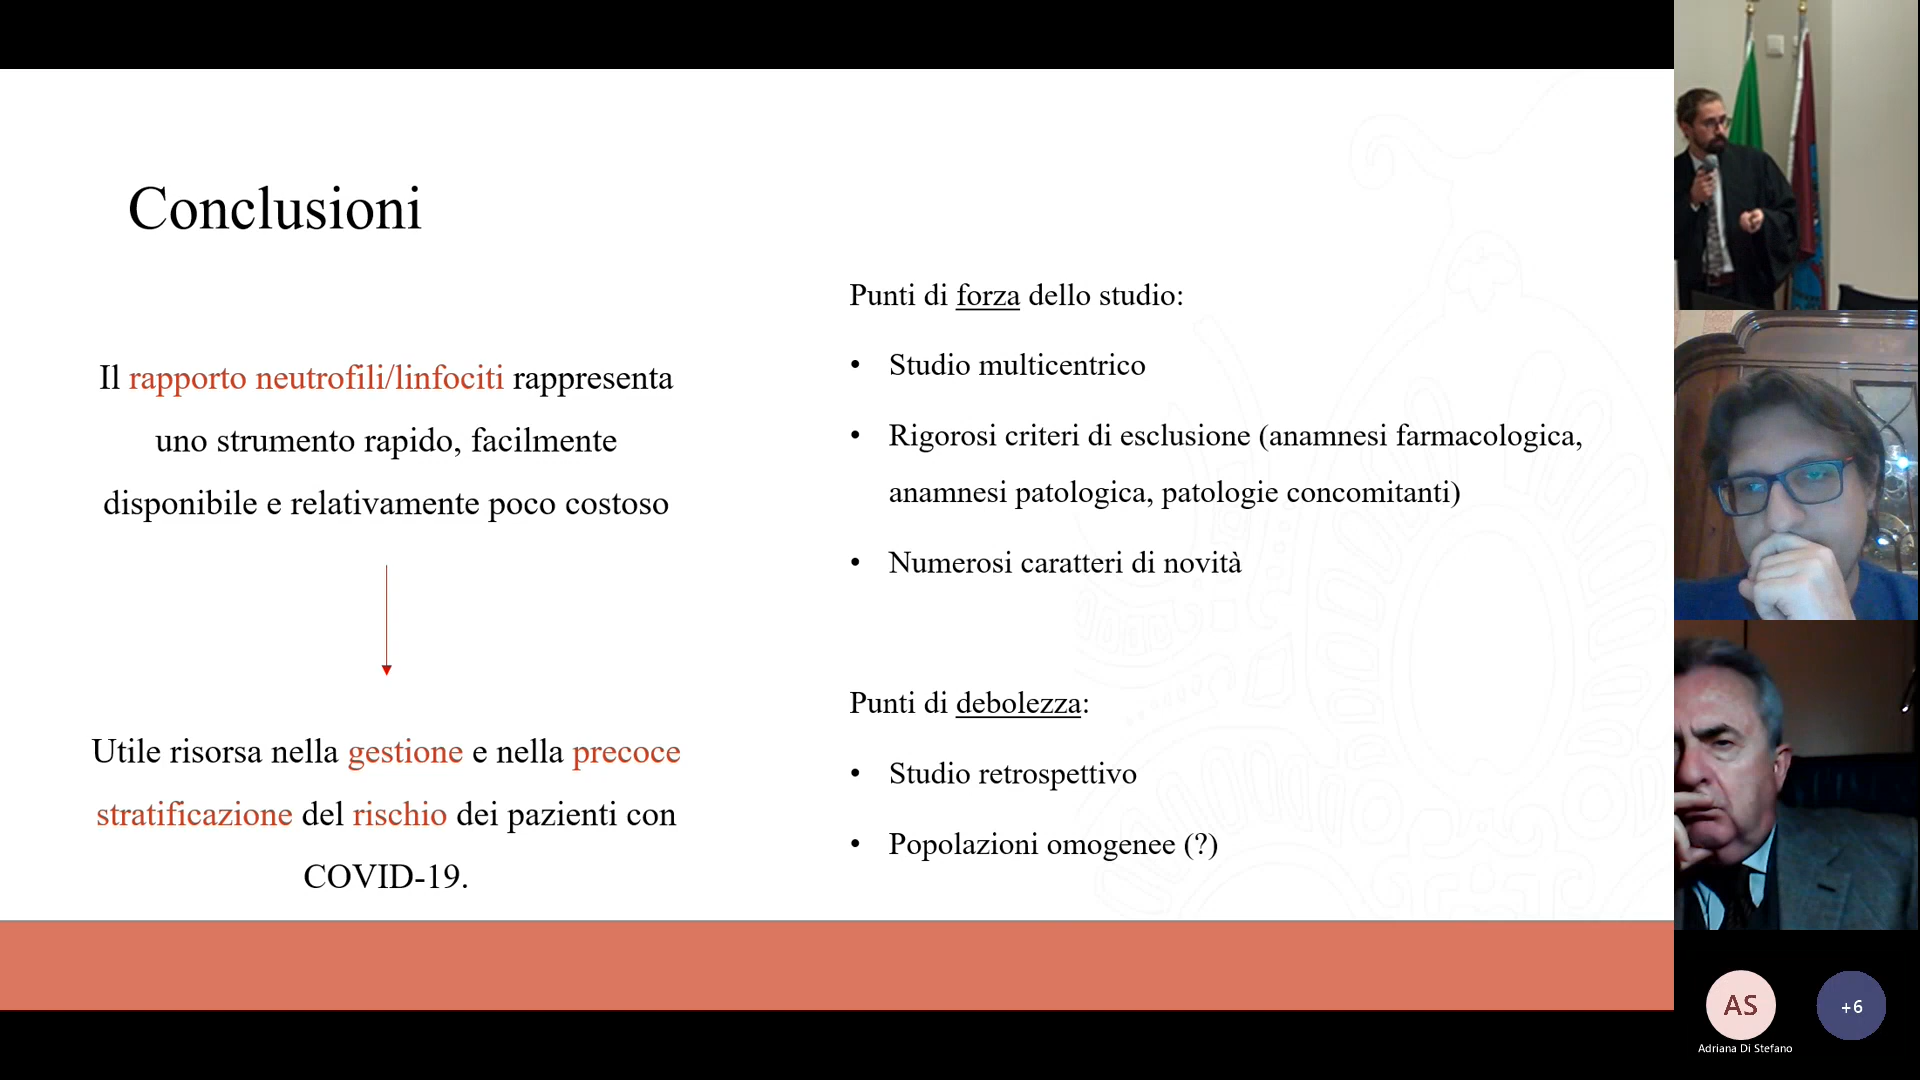 Conclusioni
Il rapporto neutrofili/linfociti rappresenta
uno strumento rapido, facilmente
disponibile e relativamente poco costoso
Utile risorsa nella gestione e nella precoce
stratificazione del rischio dei pazienti con
COVID-19.
Punti di forza dello studio:
• Studio multicentrico
• Rigorosi criteri di esclusione (anamnesi farmacologica,
anamnesi patologica, patologie concomitanti)
• Numerosi caratteri di novità
Punti di debolezza:
• Studio retrospettivo
• Popolazioni omogenee (?)
AS
Adriana Di Stefano
+6